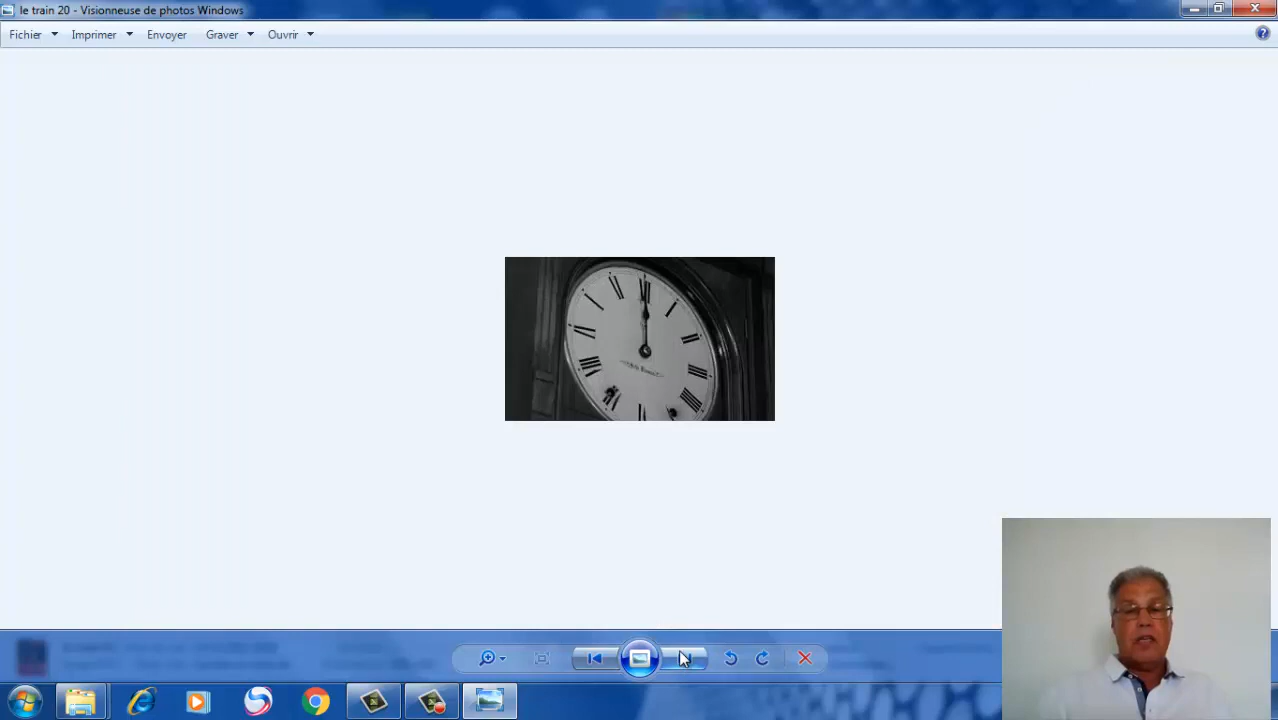 le train 20 - Visionneuse de photos Windows
Fichier Imprimer Envoyer Graver Ouvrir